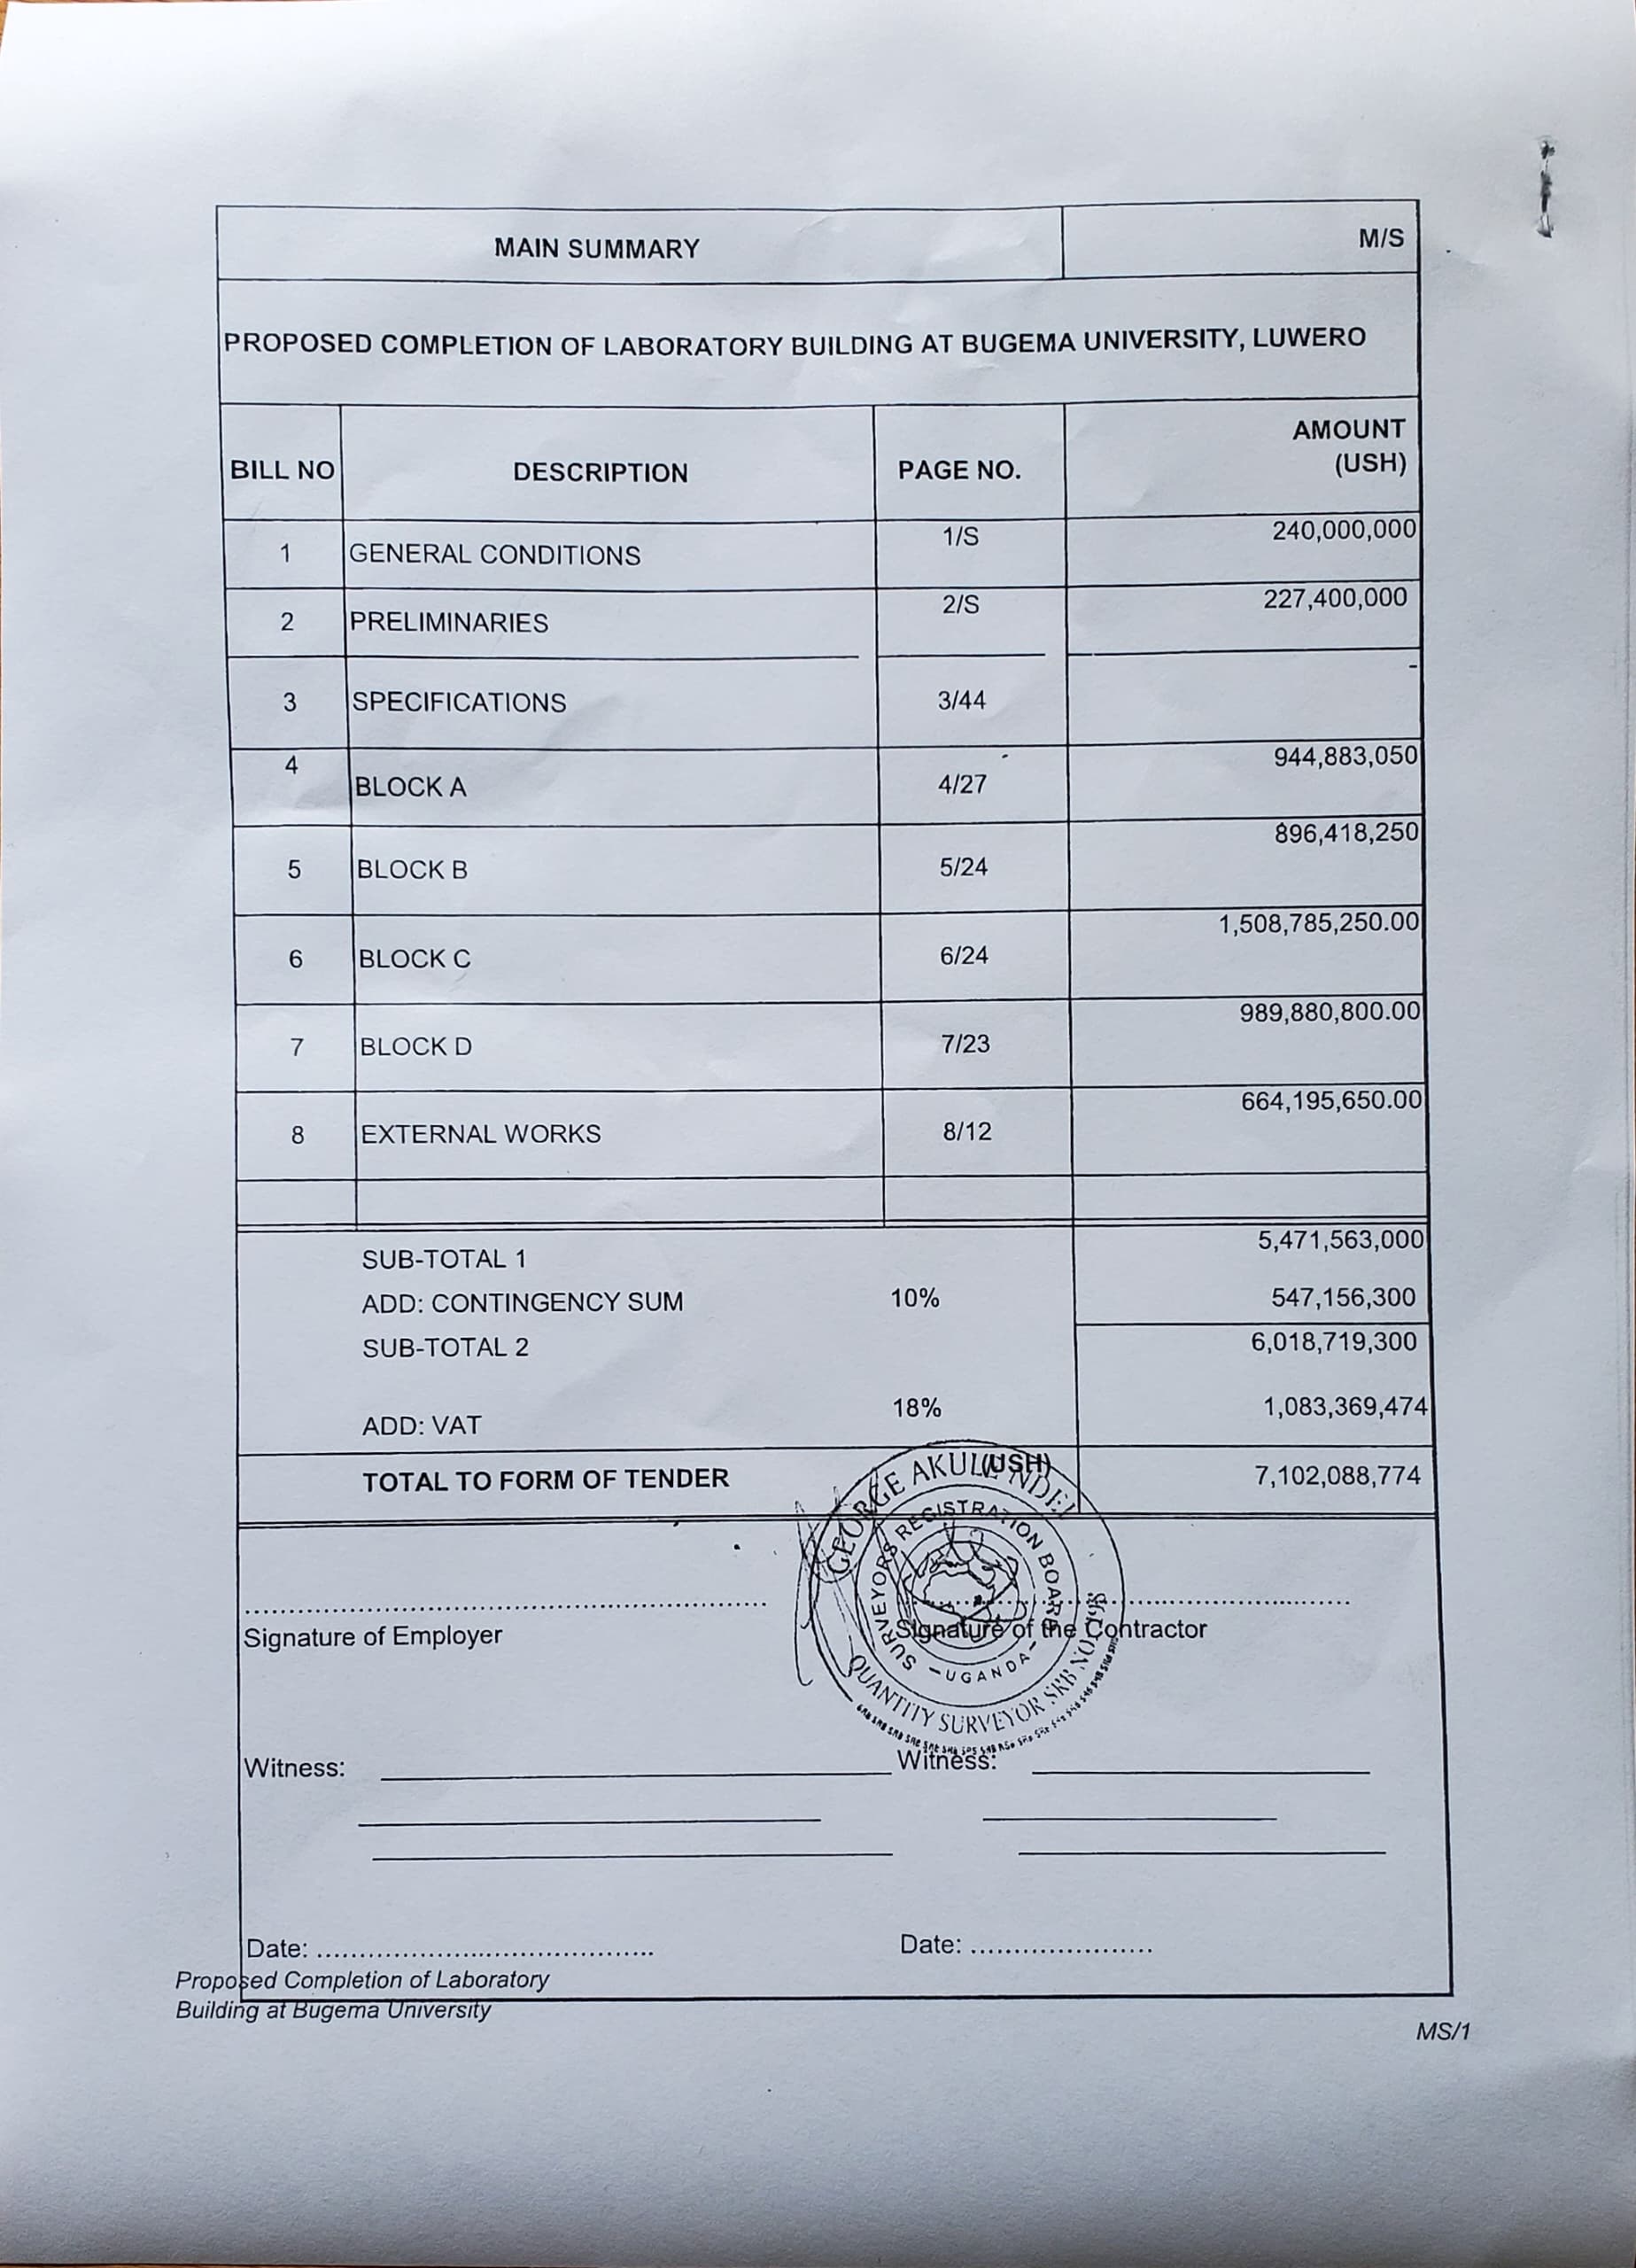 MAIN SUMMARY M/S
PROPOSED COMPLETION OF LABORATORY BUILDING AT BUGEMA UNIVERSITY, LUWERO
BILL NO DESCRIPTION PAGE NO. AMOUNT (USH)
1 GENERAL CONDITIONS 1/S 240,000,000
2 PRELIMINARIES 2/S 227,400,000
3 SPECIFICATIONS 3/44 -
4 BLOCK A 4/27 944,883,050
5 BLOCK B 5/24 896,418,250
6 BLOCK C 6/24 1,508,785,250.00
7 BLOCK D 7/23 989,880,800.00
8 EXTERNAL WORKS 8/12 664,195,650.00
SUB-TOTAL 1 5,471,563,000
ADD: CONTINGENCY SUM 10% 547,156,300
SUB-TOTAL 2 6,018,719,300
ADD: VAT 18% 1,083,369,474
TOTAL TO FORM OF TENDER (USH) 7,102,088,774
GEORGE
SURVEYORS REGISTRATION BOARD
- UGANDA -
QUANTITY SURVEYOR SRB NO.
Signature of Employer Signature of the Contractor
Witness: Witness:
Date: Date:
Proposed Completion of Laboratory
Building at Bugema University
MS/1